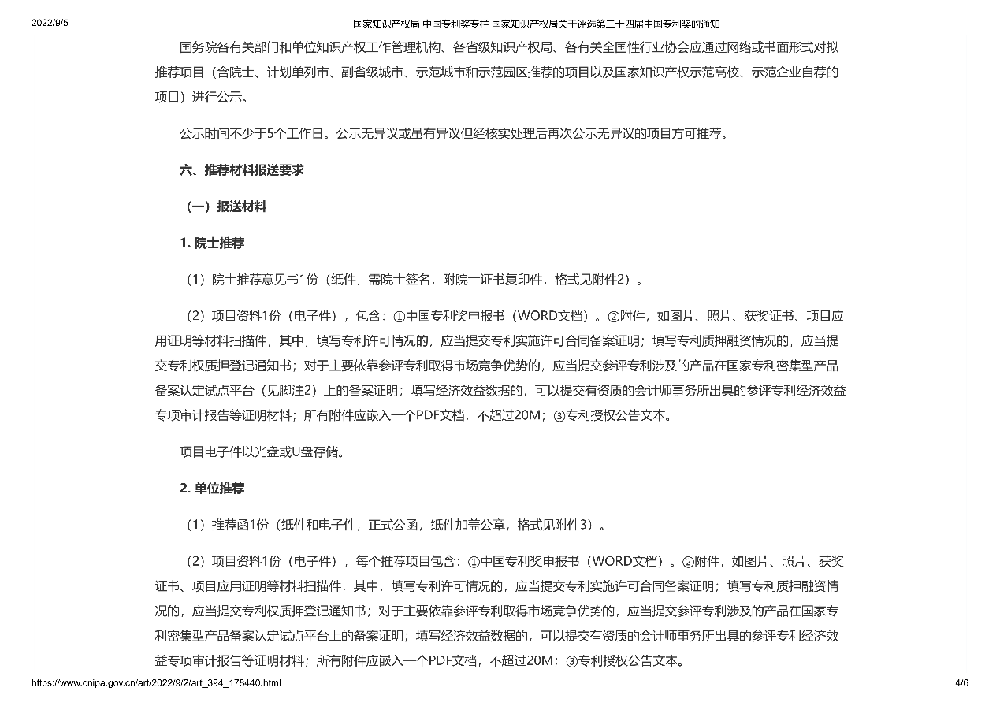 2022/9/5
国家知识产权局 中国专利奖专栏 国家知识产权局关于评选第二十四届中国专利奖的通知
国务院各有关部门和单位知识产权工作管理机构、各省级知识产权局、各有关全国性行业协会应通过网络或书面形式对拟
推荐项目（含院士、计划单列市、副省级城市、示范城市和示范园区推荐的项目以及国家知识产权示范高校、示范企业自荐的
项目）进行公示。
公示时间不少于5个工作日。公示无异议或虽有异议但经核实处理后再次公示无异议的项目方可推荐。
六、推荐材料报送要求
（一）报送材料
1. 院士推荐
（1）院士推荐意见书1份（纸件，需院士签名，附院士证书复印件，格式见附件2）。
（2）项目资料1份（电子件），包含：①中国专利奖申报书（WORD文档）。②附件，如图片、照片、获奖证书、项目应
用证明等材料扫描件，其中，填写专利许可情况的，应当提交专利实施许可合同备案证明；填写专利质押融资情况的，应当提
交专利权质押登记通知书；对于主要依靠参评专利取得市场竞争优势的，应当提交参评专利涉及的产品在国家专利密集型产品
备案认定试点平台（见脚注2）上的备案证明；填写经济效益数据的，可以提交有资质的会计师事务所出具的参评专利经济效益
专项审计报告等证明材料；所有附件应嵌入一个PDF文档，不超过20M；③专利授权公告文本。
项目电子件以光盘或U盘存储。
2. 单位推荐
（1）推荐函1份（纸件和电子件，正式公函，纸件加盖公章，格式见附件3）。
（2）项目资料1份（电子件），每个推荐项目包含：①中国专利奖申报书（WORD文档）。②附件，如图片、照片、获奖
证书、项目应用证明等材料扫描件，其中，填写专利许可情况的，应当提交专利实施许可合同备案证明；填写专利质押融资情
况的，应当提交专利权质押登记通知书；对于主要依靠参评专利取得市场竞争优势的，应当提交参评专利涉及的产品在国家专
利密集型产品备案认定试点平台上的备案证明；填写经济效益数据的，可以提交有资质的会计师事务所出具的参评专利经济效
益专项审计报告等证明材料；所有附件应嵌入一个PDF文档，不超过20M；③专利授权公告文本。
https://www.cnipa.gov.cn/art/2022/9/2/art_394_178440.html
4/6